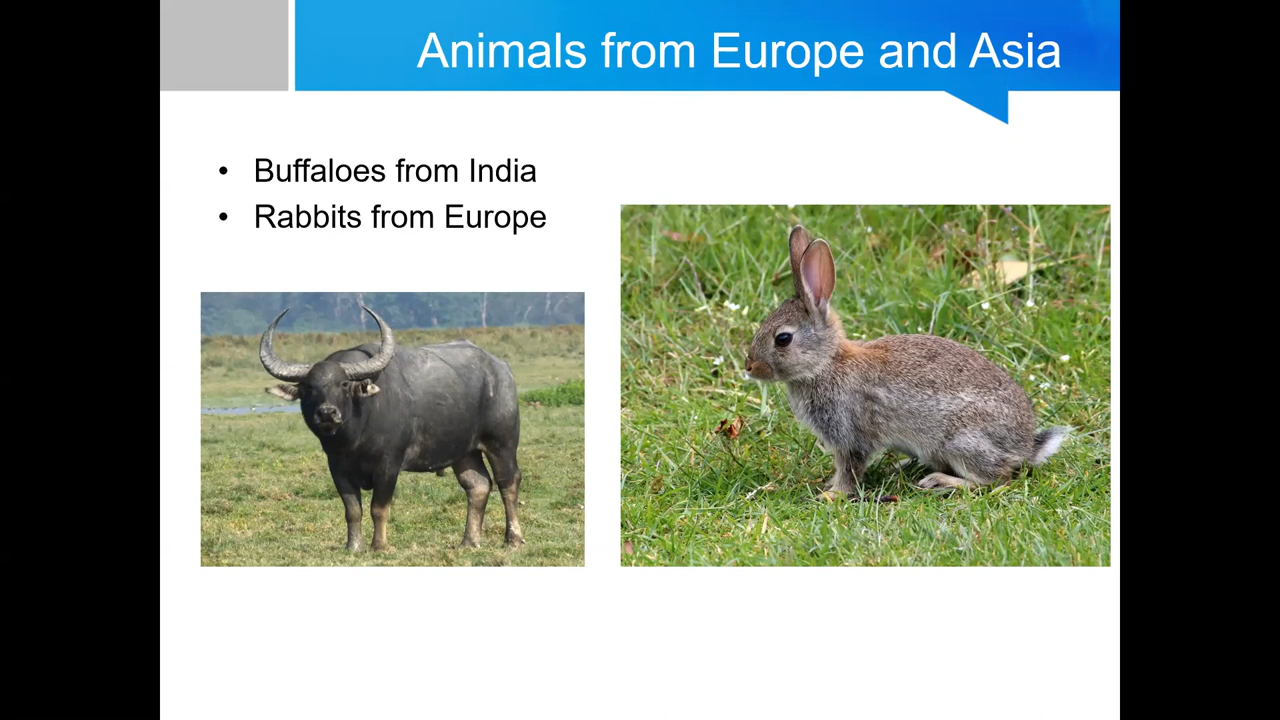 Animals from Europe and Asia
• Buffaloes from India
• Rabbits from Europe